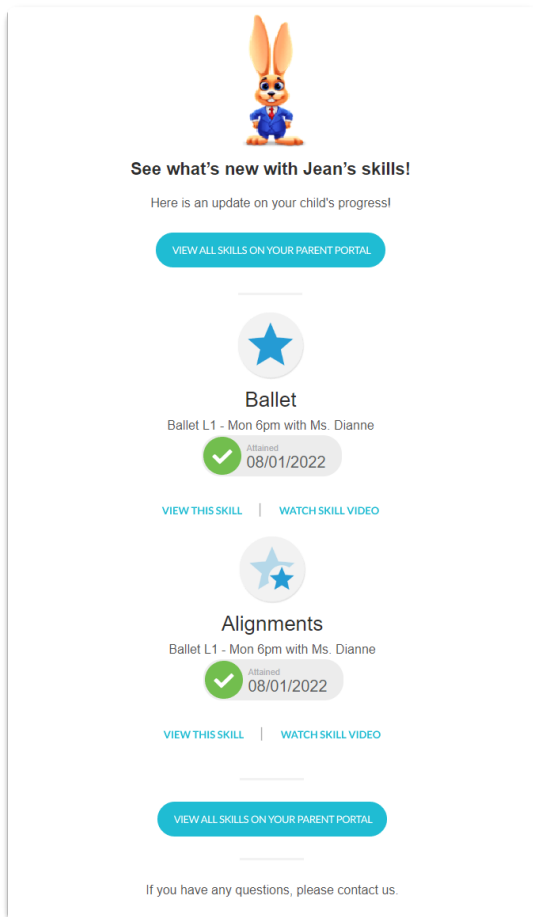 See what’s new with Jean’s skills!
Here is an update on your child's progress!
VIEW ALL SKILLS ON YOUR PARENT PORTAL
Ballet
Ballet L1 - Mon 6pm with Ms. Dianne
Attained
08/01/2022
VIEW THIS SKILL | WATCH SKILL VIDEO
Alignments
Ballet L1 - Mon 6pm with Ms. Dianne
Attained
08/01/2022
VIEW THIS SKILL | WATCH SKILL VIDEO
VIEW ALL SKILLS ON YOUR PARENT PORTAL
If you have any questions, please contact us.